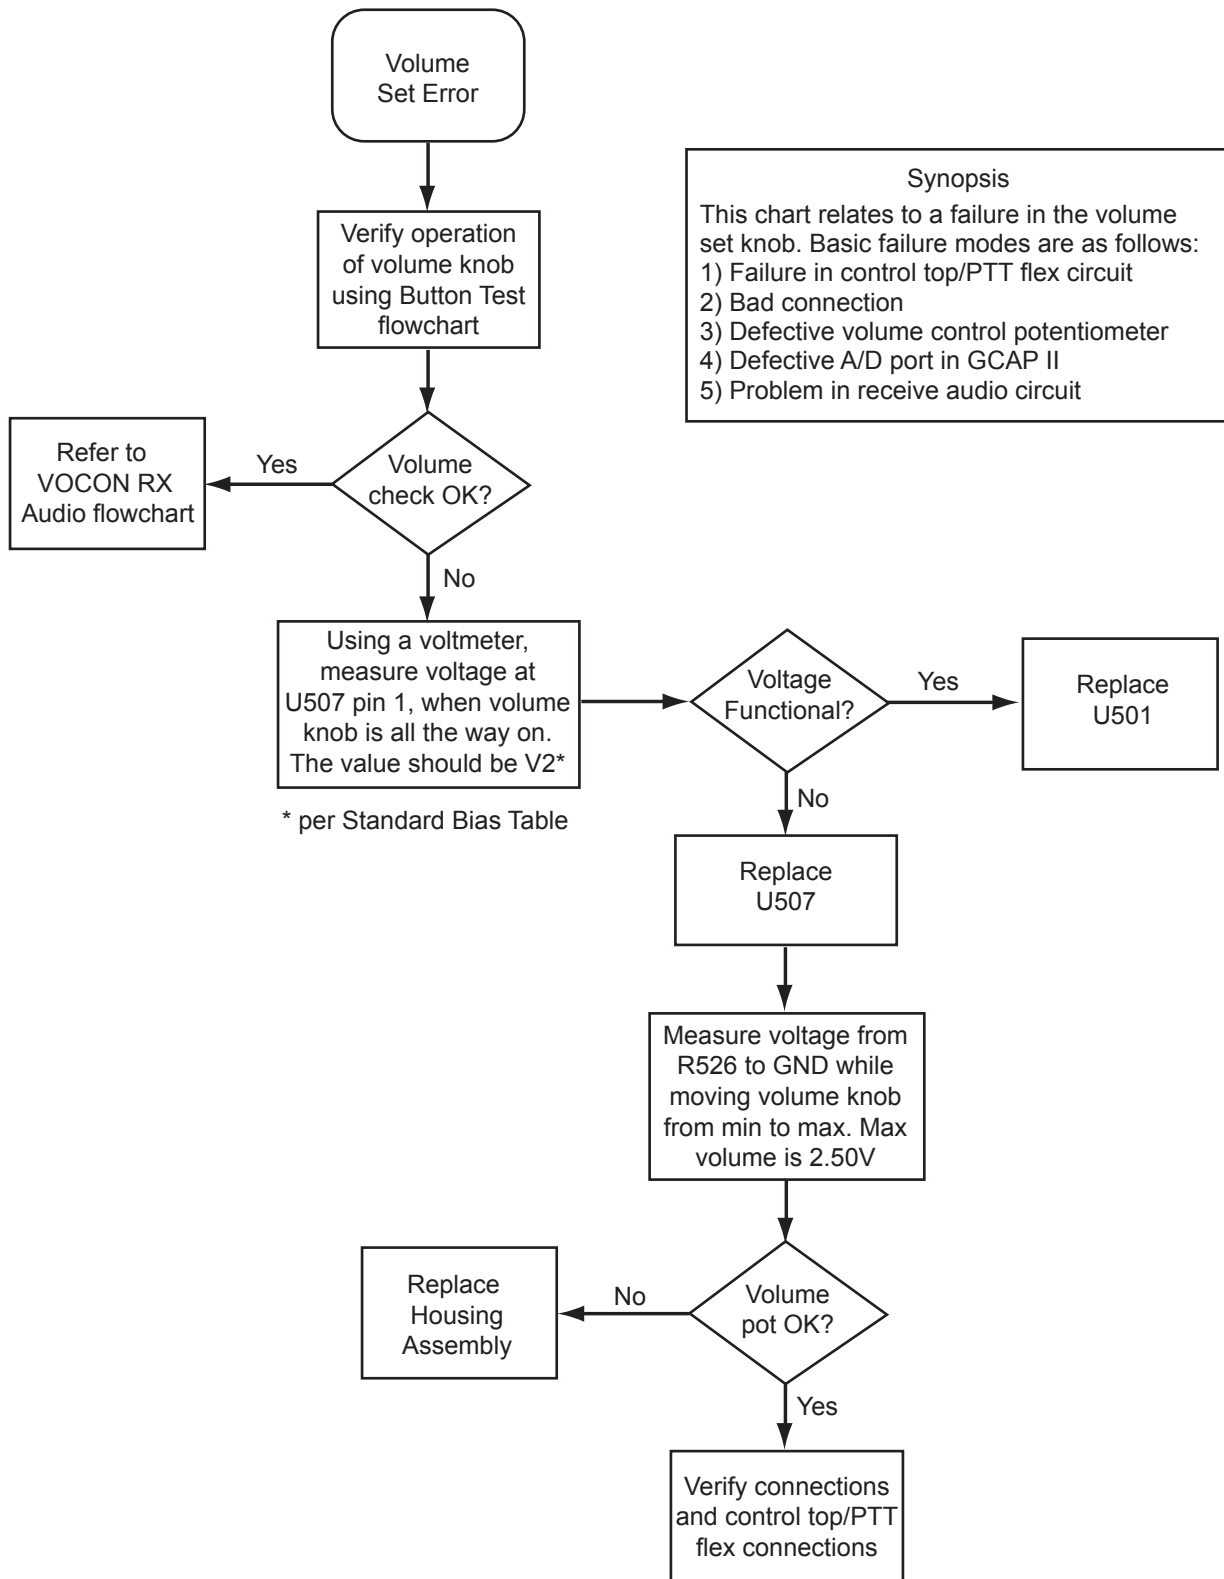 Volume
Set Error
Synopsis
This chart relates to a failure in the volume
set knob. Basic failure modes are as follows:
1) Failure in control top/PTT flex circuit
2) Bad connection
3) Defective volume control potentiometer
4) Defective A/D port in GCAP II
5) Problem in receive audio circuit
Verify operation
of volume knob
using Button Test
flowchart
Volume
check OK?
Yes
Refer to
VOCON RX
Audio flowchart
No
Using a voltmeter,
measure voltage at
U507 pin 1, when volume
knob is all the way on.
The value should be V2*
* per Standard Bias Table
Voltage
Functional?
Yes
Replace
U501
No
Replace
U507
Measure voltage from
R526 to GND while
moving volume knob
from min to max. Max
volume is 2.50V
Volume
pot OK?
No
Replace
Housing
Assembly
Yes
Verify connections
and control top/PTT
flex connections